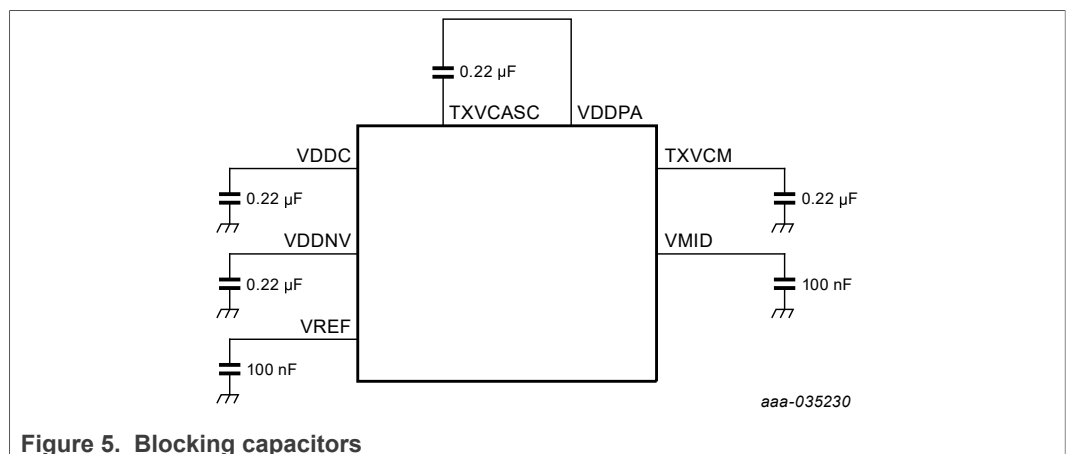 0.22 µF
TXVCASC
VDDPA
VDDC
0.22 µF
VDDNV
0.22 µF
VREF
100 nF
TXVCM
0.22 µF
VMID
100 nF
aaa-035230
Figure 5. Blocking capacitors